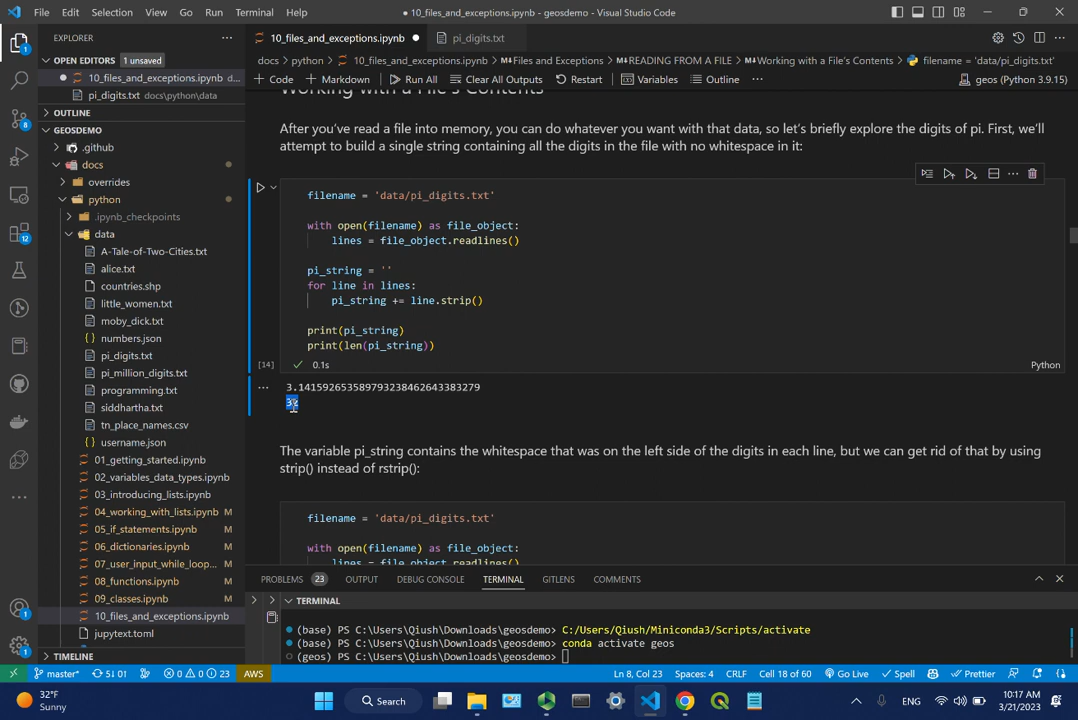 File Edit Selection View Go Run Terminal Help
● 10_files_and_exceptions.ipynb - geosdemo - Visual Studio Code
EXPLORER
10_files_and_exceptions.ipynb ●
pi_digits.txt
OPEN EDITORS 1 unsaved
10_files_and_exceptions.ipynb d...
pi_digits.txt docs\python\data
OUTLINE
GEOSDEMO
.github
docs
overrides
python
.ipynb_checkpoints
data
A-Tale-of-Two-Cities.txt
alice.txt
countries.shp
little_women.txt
moby_dick.txt
numbers.json
pi_digits.txt
pi_million_digits.txt
programming.txt
siddhartha.txt
tn_place_names.csv
username.json
01_getting_started.ipynb
02_variables_data_types.ipynb
03_introducing_lists.ipynb
04_working_with_lists.ipynb M
05_if_statements.ipynb M
06_dictionaries.ipynb M
07_user_input_while_loop... M
08_functions.ipynb M
09_classes.ipynb M
10_files_and_exceptions.ipynb
jupytext.toml
TIMELINE
docs > python > 10_files_and_exceptions.ipynb > Files and Exceptions > READING FROM A FILE > Working with a File's Contents > filename = 'data/pi_digits.txt'
+ Code + Markdown Run All Clear All Outputs Restart Variables Outline ... geos (Python 3.9.15)
Working with a File's Contents
After you've read a file into memory, you can do whatever you want with that data, so let's briefly explore the digits of pi. First, we'll
attempt to build a single string containing all the digits in the file with no whitespace in it:
filename = 'data/pi_digits.txt'
with open(filename) as file_object:
lines = file_object.readlines()
pi_string = ''
for line in lines:
pi_string += line.strip()
print(pi_string)
print(len(pi_string))
[14] 0.1s Python
3.141592653589793238462643383279
32
The variable pi_string contains the whitespace that was on the left side of the digits in each line, but we can get rid of that by using
strip() instead of rstrip():
filename = 'data/pi_digits.txt'
with open(filename) as file_object:
lines = file_object.readlines()
PROBLEMS 23 OUTPUT DEBUG CONSOLE TERMINAL GITLENS COMMENTS
TERMINAL
(base) PS C:\Users\Qiush\Downloads\geosdemo> C:/Users/Qiush/Miniconda3/Scripts/activate
(base) PS C:\Users\Qiush\Downloads\geosdemo> conda activate geos
(geos) PS C:\Users\Qiush\Downloads\geosdemo>
master* 5↓ 0↑ 0 0 23 AWS Ln 8, Col 23 Spaces: 4 CRLF Cell 18 of 60 Go Live Spell Prettier
32°F
Sunny
Search
ENG
10:17 AM
3/21/2023